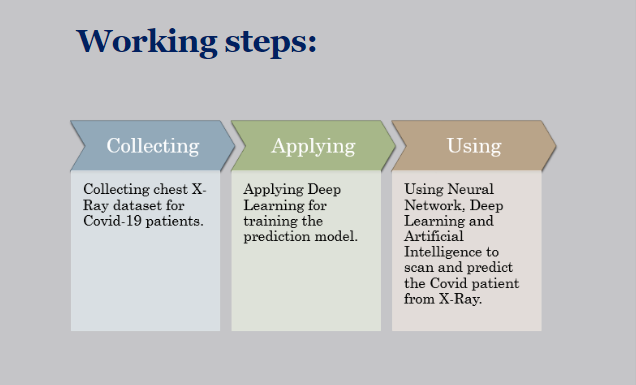 Working steps:
Collecting
Collecting chest X-
Ray dataset for
Covid-19 patients.
Applying
Applying Deep
Learning for
training the
prediction model.
Using
Using Neural
Network, Deep
Learning and
Artificial
Intelligence to
scan and predict
the Covid patient
from X-Ray.